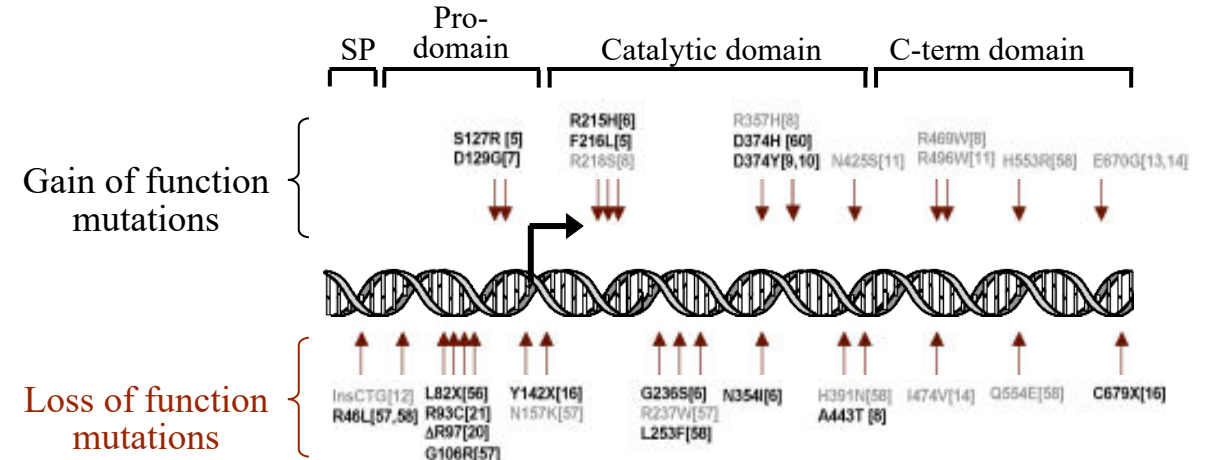 Pro-
SP domain Catalytic domain C-term domain
Gain of function
mutations
S127R [5]
D129G[7]
R215H[6]
F216L[5]
R218S[8]
R357H[8]
D374H [60]
D374Y[9,10]
N425S[11]
R469W[8]
R496W[11]
H553R[58]
E670G[13,14]
Loss of function
mutations
InsCTG[12]
R46L[57,58]
L82X[56]
R93C[21]
ΔR97[20]
G106R[57]
Y142X[16]
N157K[57]
G236S[6]
R237W[57]
L253F[58]
N354I[6]
H391N[58]
A443T [8]
I474V[14]
Q554E[58]
C679X[16]